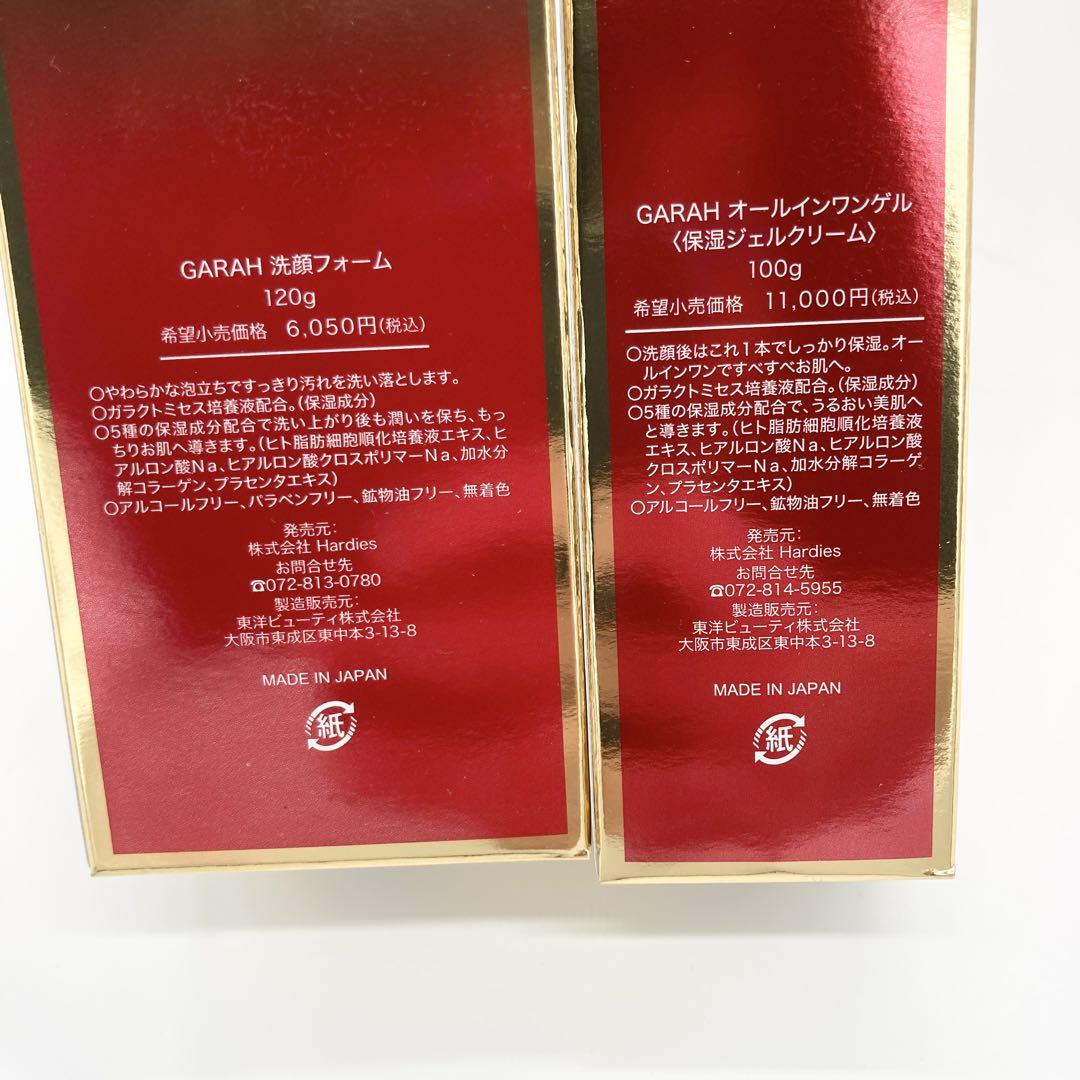 GARAH 洗顔フォーム
120g
希望小売価格 6,050円(税込)
○やわらかな泡立ちですっきり汚れを洗い落とします。
○ガラクトミセス培養液配合。(保湿成分)
○5種の保湿成分配合で洗い上がり後も潤いを保ち、もっ
ちりお肌へ導きます。(ヒト脂肪細胞順化培養液エキス、ヒ
アルロン酸Na、ヒアルロン酸クロスポリマーNa、加水分
解コラーゲン、プラセンタエキス)
○アルコールフリー、パラベンフリー、鉱物油フリー、無着色
発売元:
株式会社 Hardies
お問合せ先
☎072-813-0780
製造販売元:
東洋ビューティ株式会社
大阪市東成区東中本3-13-8
MADE IN JAPAN
紙
GARAH オールインワンゲル
〈保湿ジェルクリーム〉
100g
希望小売価格 11,000円(税込)
○洗顔後はこれ1本でしっかり保湿。オー
ルインワンですべすべお肌へ。
○ガラクトミセス培養液配合。(保湿成分)
○5種の保湿成分配合で、うるおい美肌へ
と導きます。(ヒト脂肪細胞順化培養液
エキス、ヒアルロン酸Na、ヒアルロン酸
クロスポリマーNa、加水分解コラーゲ
ン、プラセンタエキス)
○アルコールフリー、鉱物油フリー、無着色
発売元:
株式会社 Hardies
お問合せ先
☎072-814-5955
製造販売元:
東洋ビューティ株式会社
大阪市東成区東中本3-13-8
MADE IN JAPAN
紙